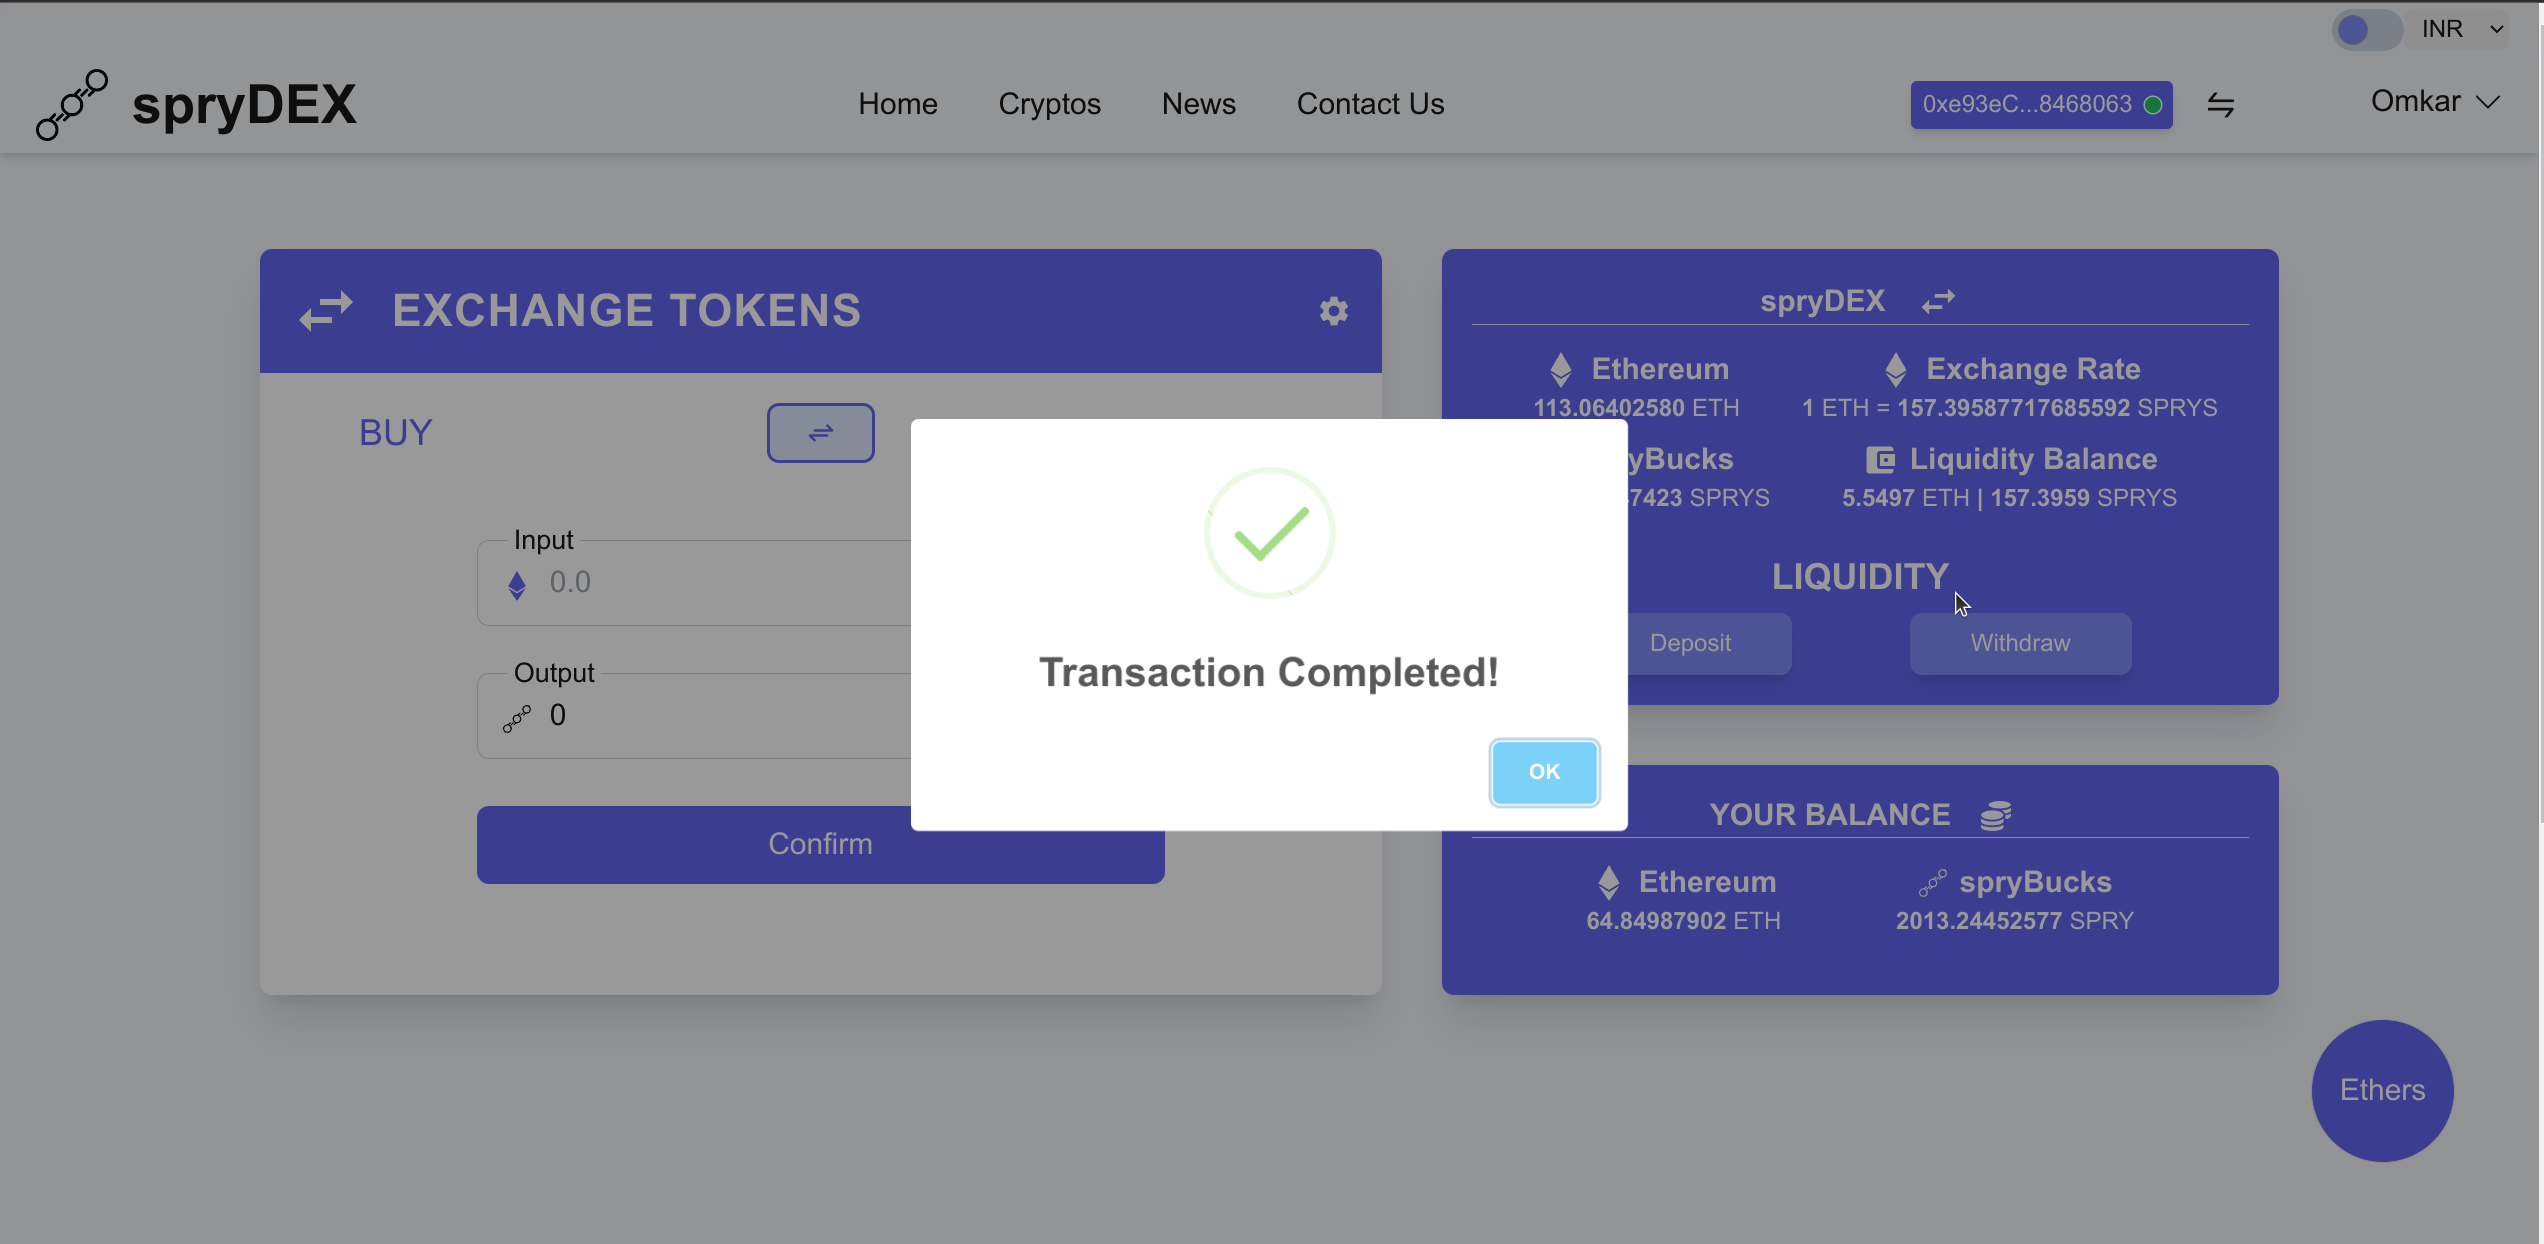 INR
spryDEX
Home
Cryptos
News
Contact Us
0xe93eC...8468063
Omkar
EXCHANGE TOKENS
BUY
Input
0.0
Output
0
Confirm
Transaction Completed!
OK
spryDEX
Ethereum
113.06402580 ETH
Exchange Rate
1 ETH = 157.39587717685592 SPRYS
yBucks
7423 SPRYS
Liquidity Balance
5.5497 ETH | 157.3959 SPRYS
LIQUIDITY
Deposit
Withdraw
YOUR BALANCE
Ethereum
64.84987902 ETH
spryBucks
2013.24452577 SPRY
Ethers